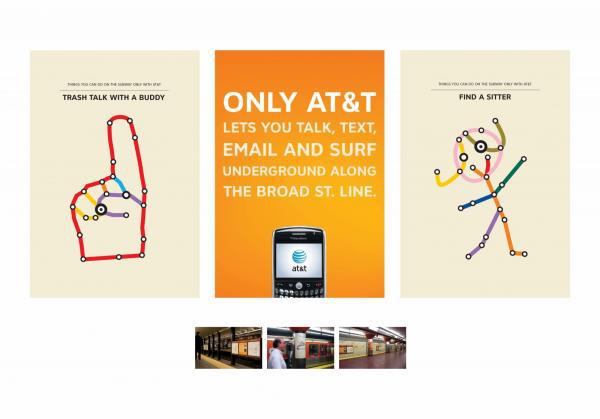 THINGS YOU CAN DO ON THE SUBWAY ONLY WITH AT&T
TRASH TALK WITH A BUDDY
ONLY AT&T
LETS YOU TALK, TEXT,
EMAIL AND SURF
UNDERGROUND ALONG
THE BROAD ST. LINE.
BlackBerry
at&t
THINGS YOU CAN DO ON THE SUBWAY ONLY WITH AT&T
FIND A SITTER